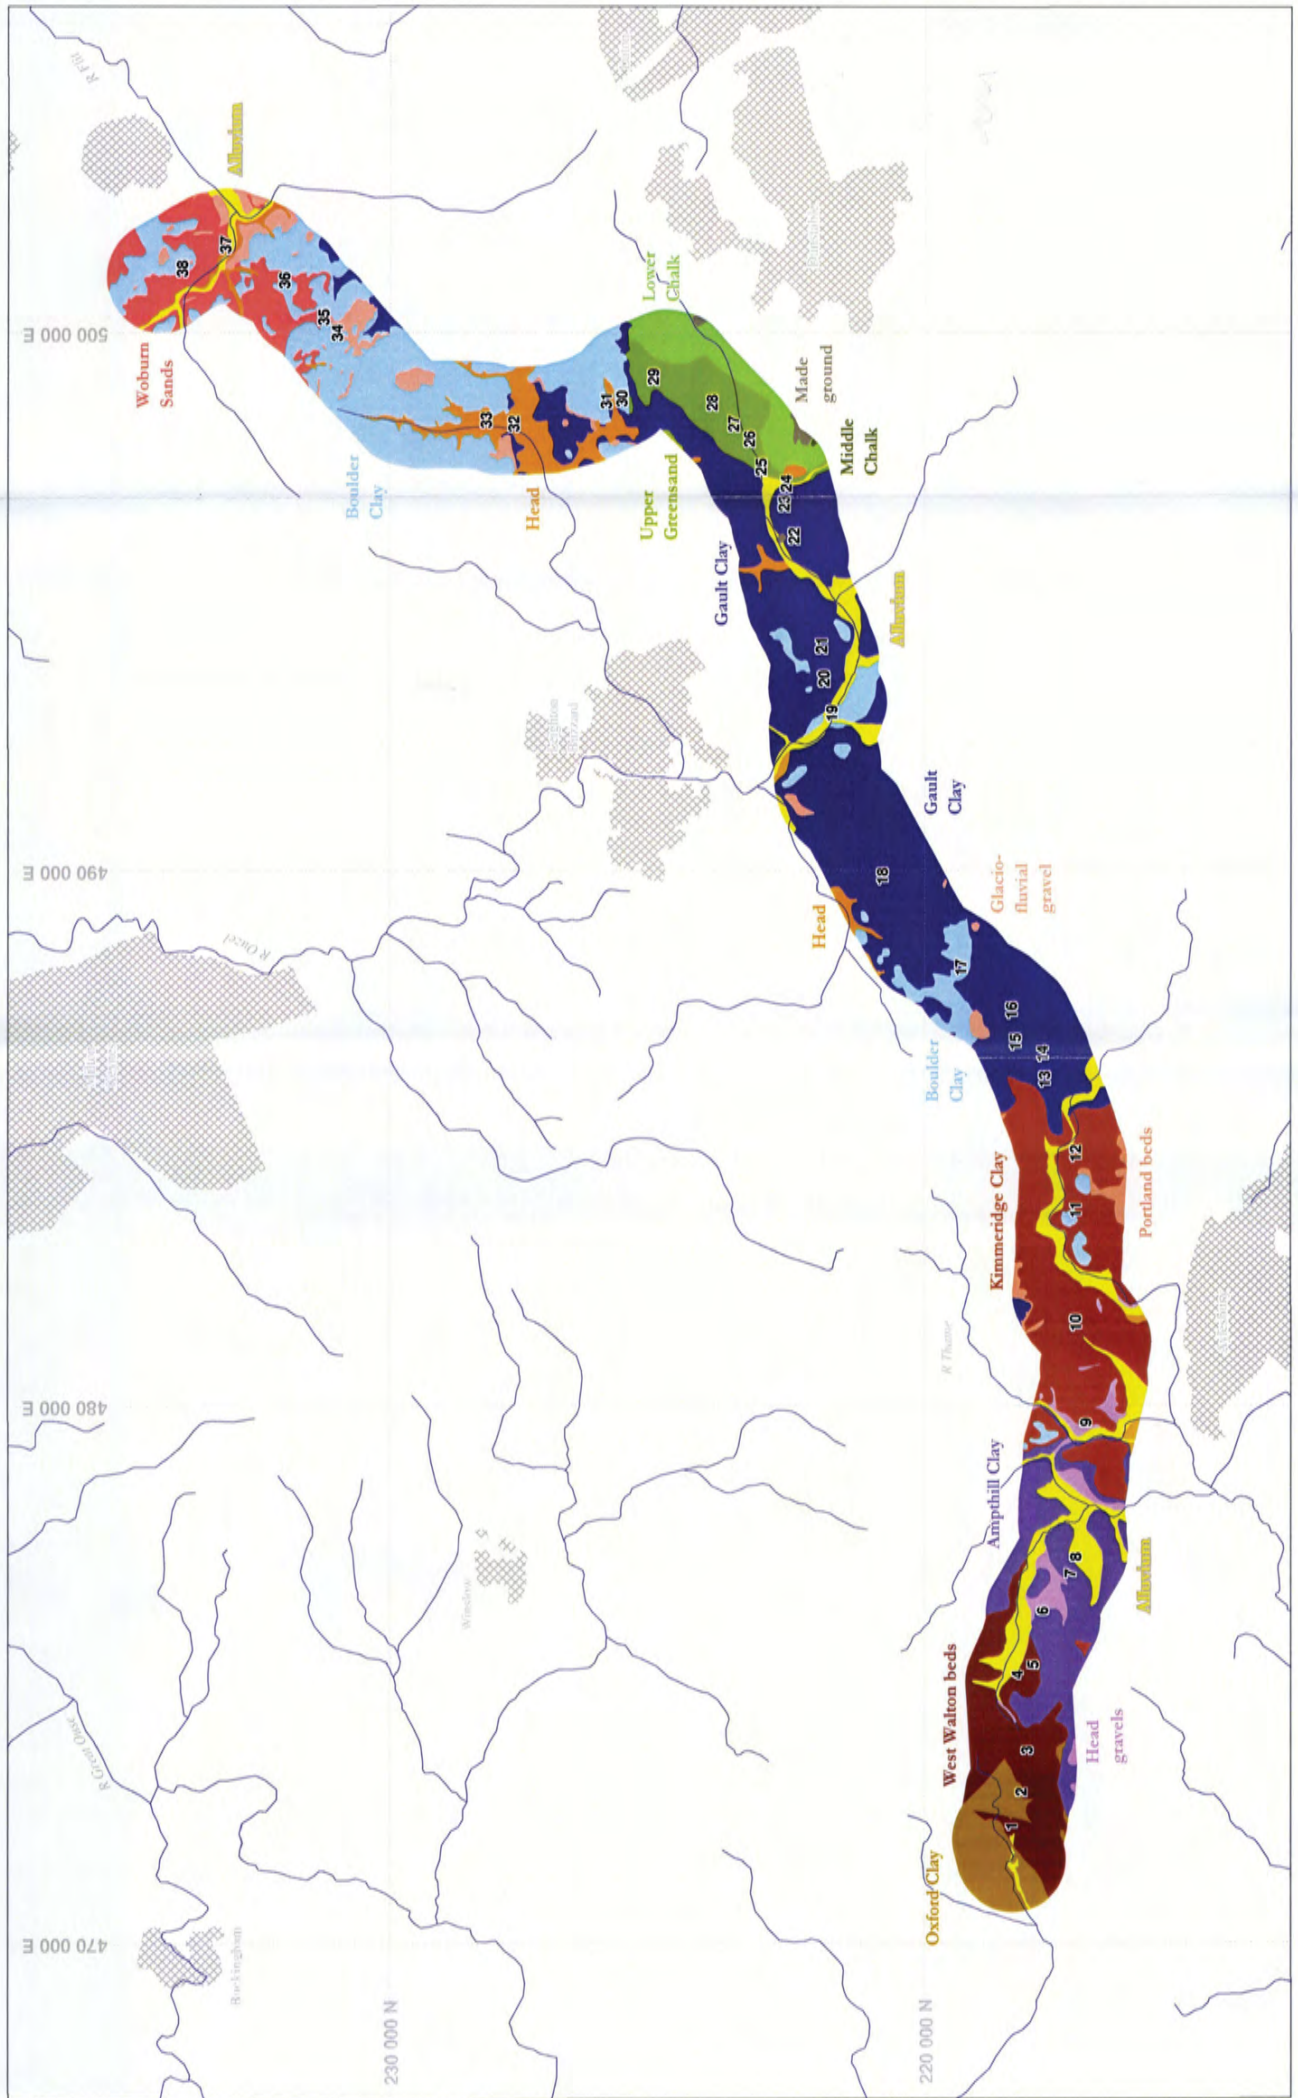 R Flit
Alluvium
38
37
36
35
34
500 000 m
Woburn
Sands
Lower
Chalk
Boulder
Clay
33
32
31
30
29
28
27
26
25
24
23
22
Head
Upper
Greensand
Made
ground
Middle
Chalk
Gault Clay
21
20
19
Alluvium
Leighton
Buzzard
Gault
Clay
490 000 m
R Ouzel
18
Head
Glacio-
fluvial
gravel
17
16
15
14
13
Boulder
Clay
12
11
10
Kimmeridge Clay
Portland beds
R Thame
480 000 m
9
Ampthill Clay
8
7
6
5
4
Alluvium
Winslow
West Walton beds
R Great Ouse
3
2
1
Head
gravels
Oxford Clay
470 000 m
Buckingham
230 000 N
220 000 N